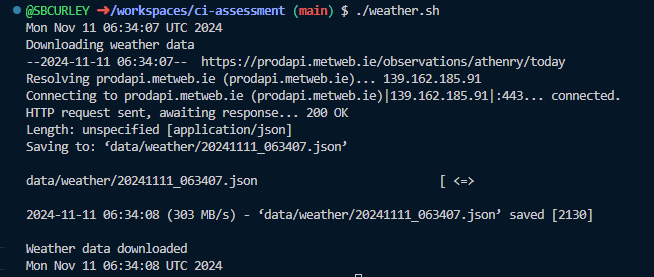 @SBCURLEY ➜/workspaces/ci-assessment (main) $ ./weather.sh
Mon Nov 11 06:34:07 UTC 2024
Downloading weather data
--2024-11-11 06:34:07--  https://prodapi.metweb.ie/observations/athenry/today
Resolving prodapi.metweb.ie (prodapi.metweb.ie)... 139.162.185.91
Connecting to prodapi.metweb.ie (prodapi.metweb.ie)|139.162.185.91|:443... connected.
HTTP request sent, awaiting response... 200 OK
Length: unspecified [application/json]
Saving to: ‘data/weather/20241111_063407.json’
data/weather/20241111_063407.json                          [ <=>
2024-11-11 06:34:08 (303 MB/s) - ‘data/weather/20241111_063407.json’ saved [2130]
Weather data downloaded
Mon Nov 11 06:34:08 UTC 2024